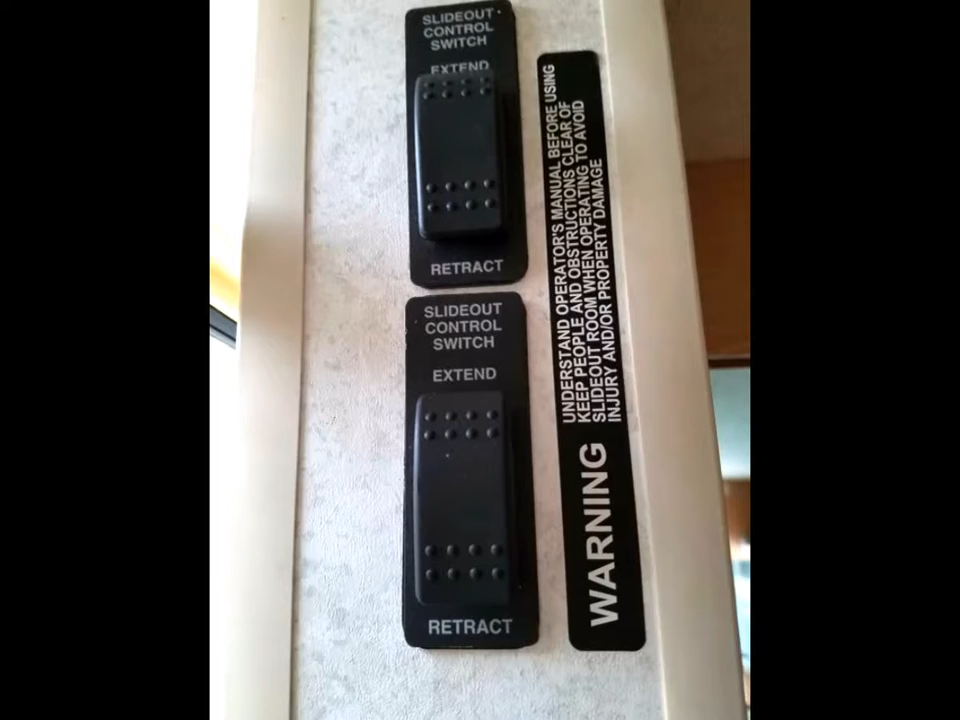 SLIDEOUT
CONTROL
SWITCH
EXTEND
RETRACT
SLIDEOUT
CONTROL
SWITCH
EXTEND
RETRACT
WARNING
UNDERSTAND OPERATOR'S MANUAL BEFORE USING
KEEP PEOPLE AND OBSTRUCTIONS CLEAR OF
SLIDEOUT ROOM WHEN OPERATING TO AVOID
INJURY AND/OR PROPERTY DAMAGE